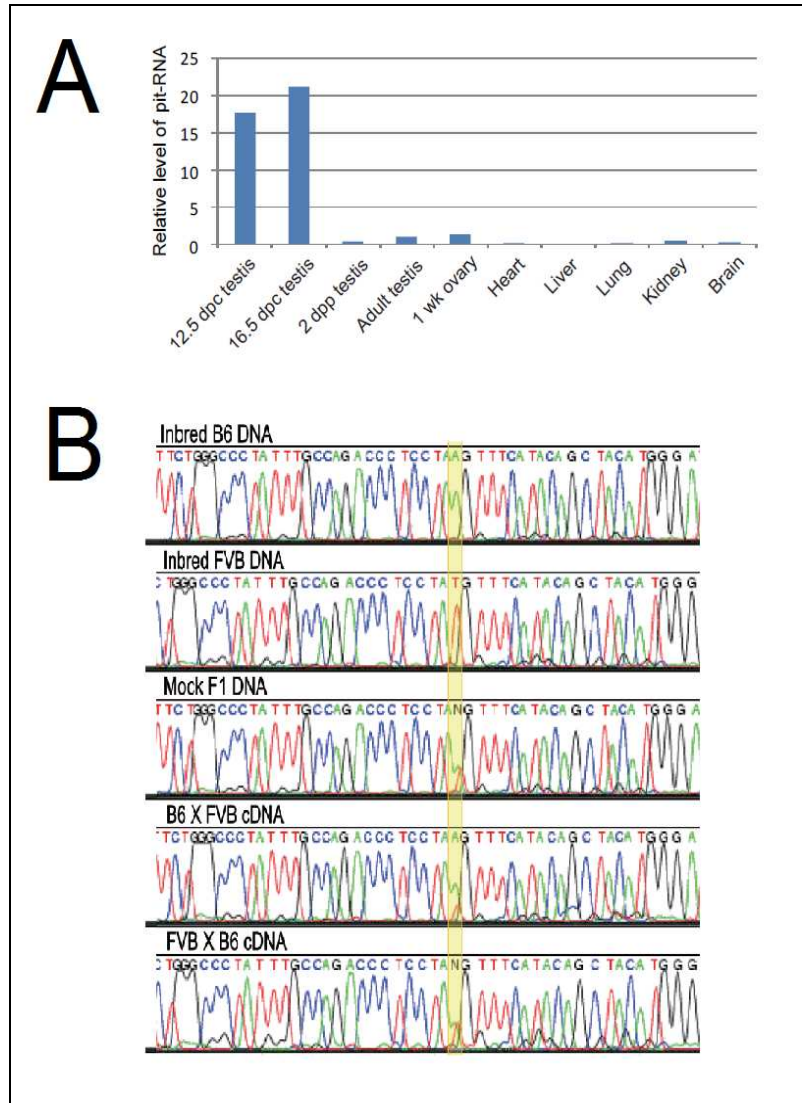 A
Relative level of pit-RNA
25
20
15
10
5
0
12.5 dpc testis
16.5 dpc testis
2 dpp testis
Adult testis
1 wk ovary
Heart
Liver
Lung
Kidney
Brain
B
Inbred B6 DNA
TTCTGGGCCCTATTTGCCAGACCCTCCTAAGTTTCATACAGCTACATGGGA
Inbred FVB DNA
CTGGGCCCTATTTGCCAGACCCTCCTATGTTTCATACAGCTACATGGG
Mock F1 DNA
TTCTGGGCCCTATTTGCCAGACCCTCCTANGTTTCATACAGCTACATGGGA
B6 X FVB cDNA
TTCTGGGCCCTATTTGCCAGACCCTCCTAAGTTTCATACAGCTACATGGGA
FVB X B6 cDNA
CTGGGCCCTATTTGCCAGACCCTCCTANGTTTCATACAGCTACATGGG